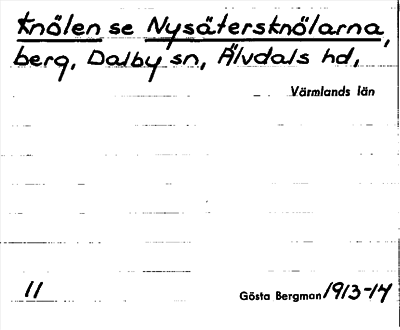 Knölen se Nysätersknölarna,
berg, Dalby sn, Älvdals hd,
Värmlands län
11
Gösta Bergman 1913-14